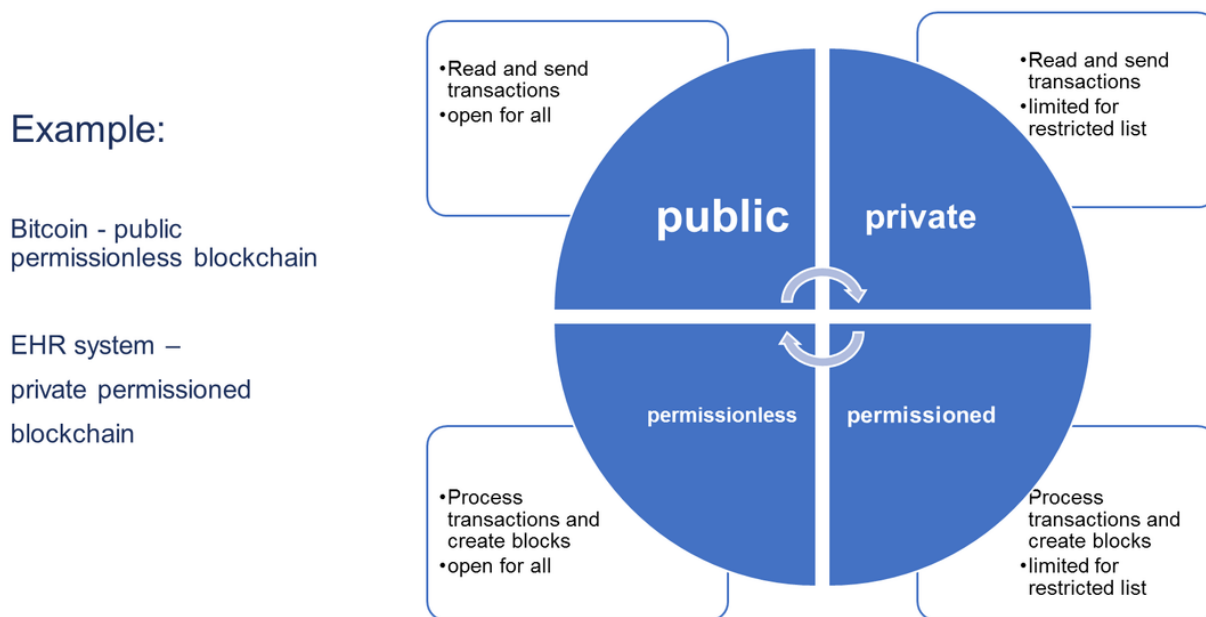 Example:
Bitcoin - public
permissionless blockchain
EHR system –
private permissioned
blockchain
•Read and send
transactions
•open for all
•Read and send
transactions
•limited for
restricted list
public
private
permissionless
permissioned
•Process
transactions and
create blocks
•open for all
•Process
transactions and
create blocks
•limited for
restricted list